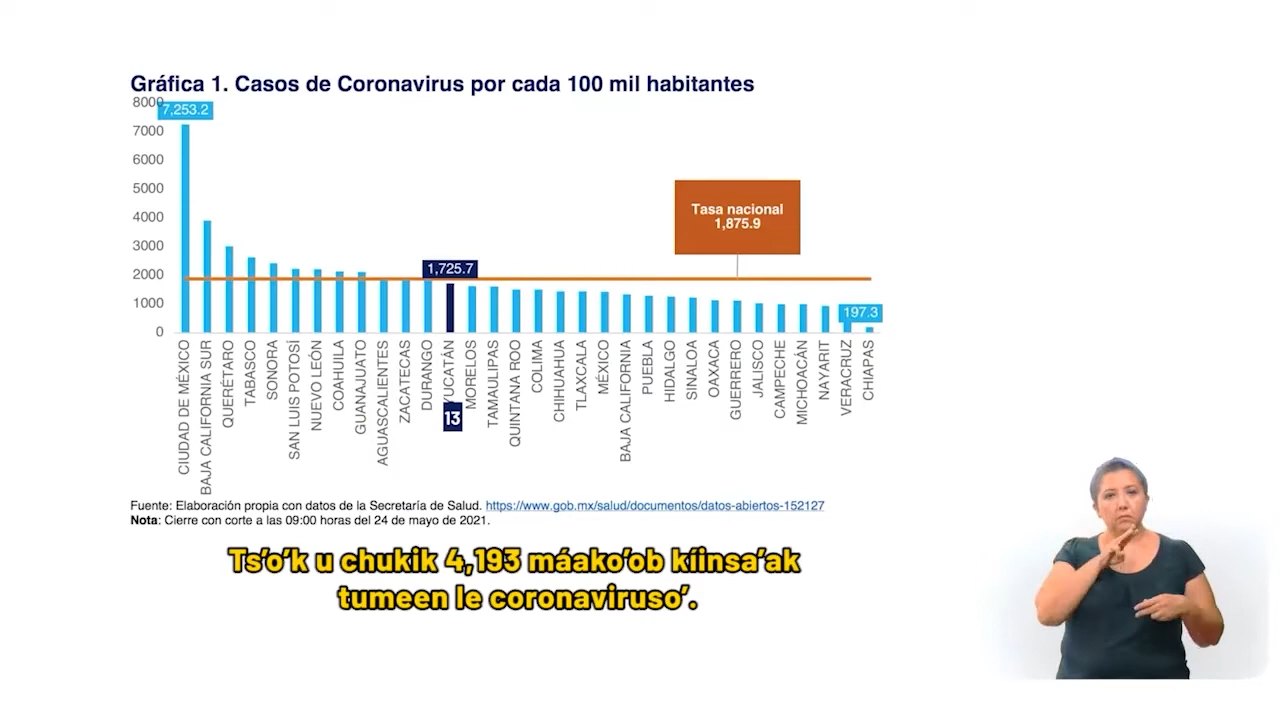 Gráfica 1. Casos de Coronavirus por cada 100 mil habitantes
8000
7,253.2
7000
6000
5000
4000
3000
2000
1000
0
Tasa nacional
1,875.9
1,725.7
197.3
CIUDAD DE MÉXICO
BAJA CALIFORNIA SUR
QUERÉTARO
TABASCO
SONORA
SAN LUIS POTOSÍ
NUEVO LEÓN
COAHUILA
GUANAJUATO
AGUASCALIENTES
ZACATECAS
DURANGO
YUCATÁN
13
MORELOS
TAMAULIPAS
QUINTANA ROO
COLIMA
CHIHUAHUA
TLAXCALA
MÉXICO
BAJA CALIFORNIA
PUEBLA
HIDALGO
SINALOA
OAXACA
GUERRERO
JALISCO
CAMPECHE
MICHOACÁN
NAYARIT
VERACRUZ
CHIAPAS
Fuente: Elaboración propia con datos de la Secretaría de Salud. https://www.gob.mx/salud/documentos/datos-abiertos-152127
Nota: Cierre con corte a las 09:00 horas del 24 de mayo de 2021.
Ts'o'k u chukik 4,193 máako'ob kíinsa'ak
tumeen le coronaviruso'.